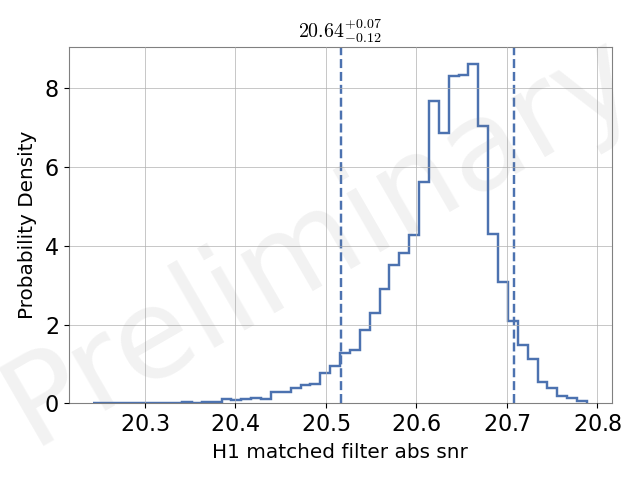 20.64+0.07−0.12
Preliminary
Probability Density
8
6
4
2
0
20.3 20.4 20.5 20.6 20.7 20.8
H1 matched filter abs snr